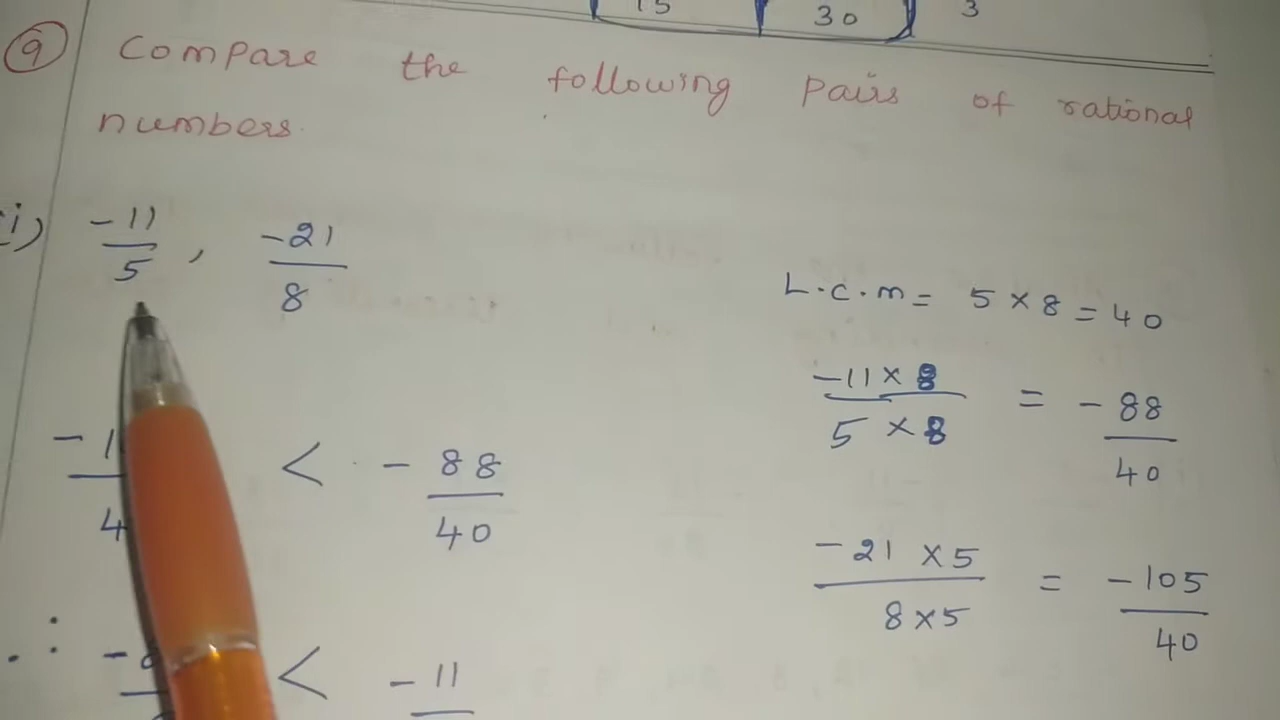 15 30 3
9 Compare the following pairs of rational
numbers.
i) -11/5 , -21/8
L.C.M = 5 × 8 = 40
-11 × 8 / 5 × 8 = -88/40
< -88/40
-21 × 5 / 8 × 5 = -105/40
∴ < -11